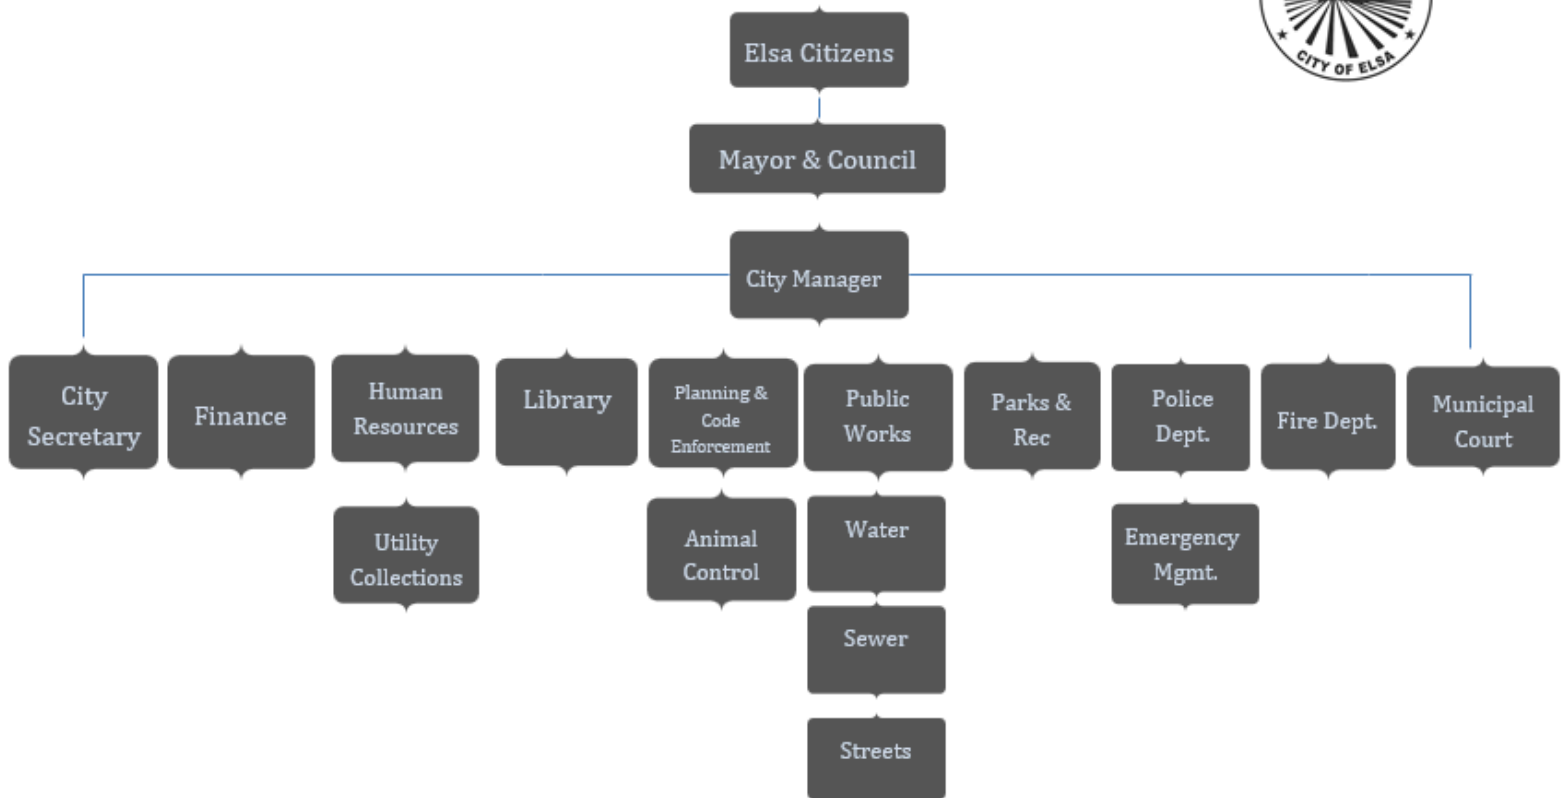 CITY OF ELSA
Elsa Citizens
Mayor & Council
City Manager
City
Secretary
Finance
Human
Resources
Library
Planning &
Code
Enforcement
Public
Works
Parks &
Rec
Police
Dept.
Fire Dept.
Municipal
Court
Utility
Collections
Animal
Control
Water
Emergency
Mgmt.
Sewer
Streets